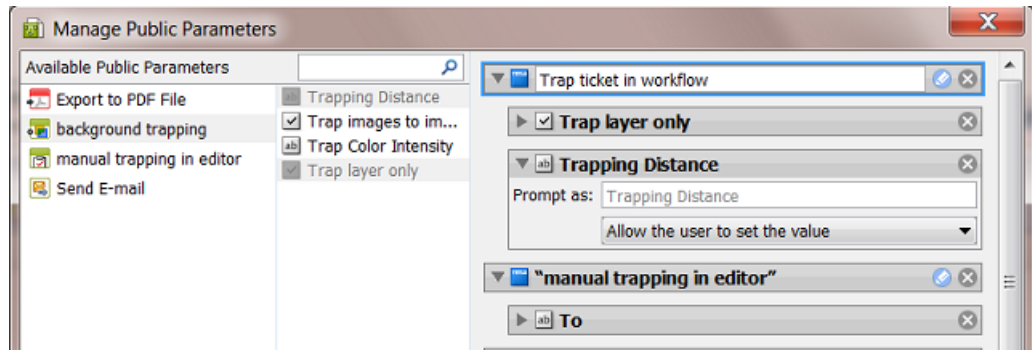 Manage Public Parameters
Available Public Parameters
Export to PDF File
background trapping
manual trapping in editor
Send E-mail
Trapping Distance
Trap images to im...
Trap Color Intensity
Trap layer only
Trap ticket in workflow
Trap layer only
Trapping Distance
Prompt as: Trapping Distance
Allow the user to set the value
"manual trapping in editor"
To